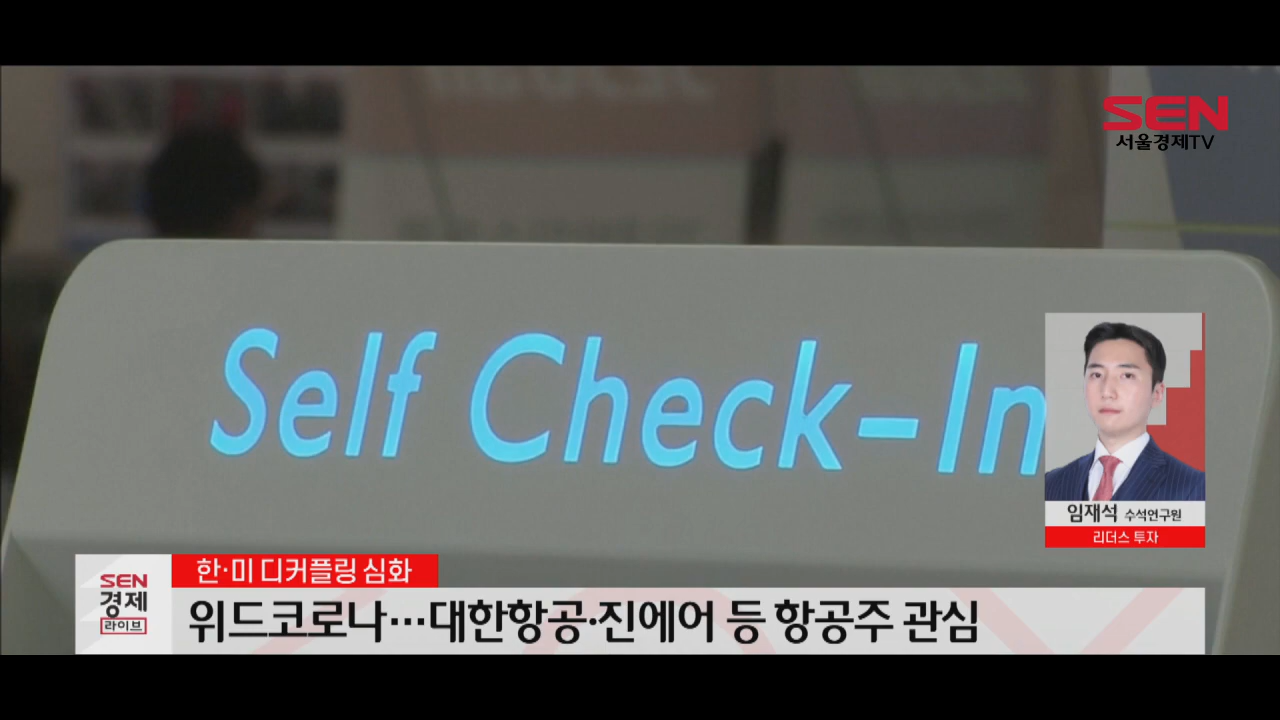 SEN
서울경제TV
Self Check-In
임재석 수석연구원
리더스 투자
SEN
경제
라이브
한·미 디커플링 심화
위드코로나…대한항공·진에어 등 항공주 관심